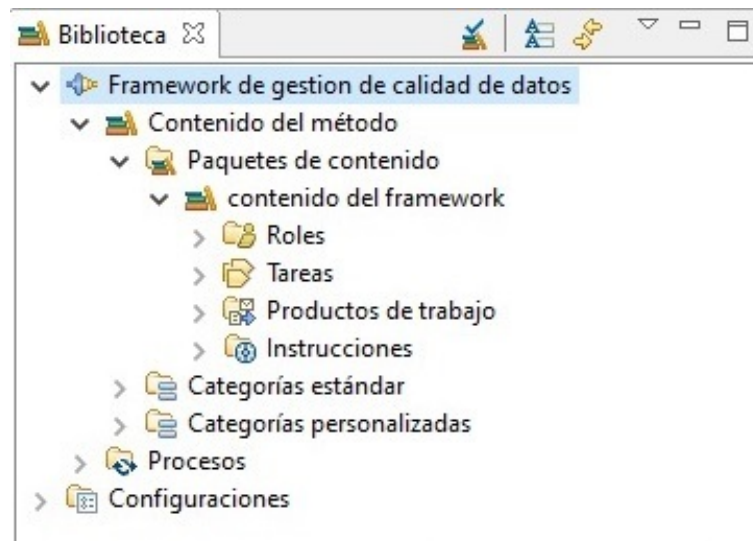 Biblioteca
Framework de gestion de calidad de datos
Contenido del método
Paquetes de contenido
contenido del framework
Roles
Tareas
Productos de trabajo
Instrucciones
Categorías estándar
Categorías personalizadas
Procesos
Configuraciones